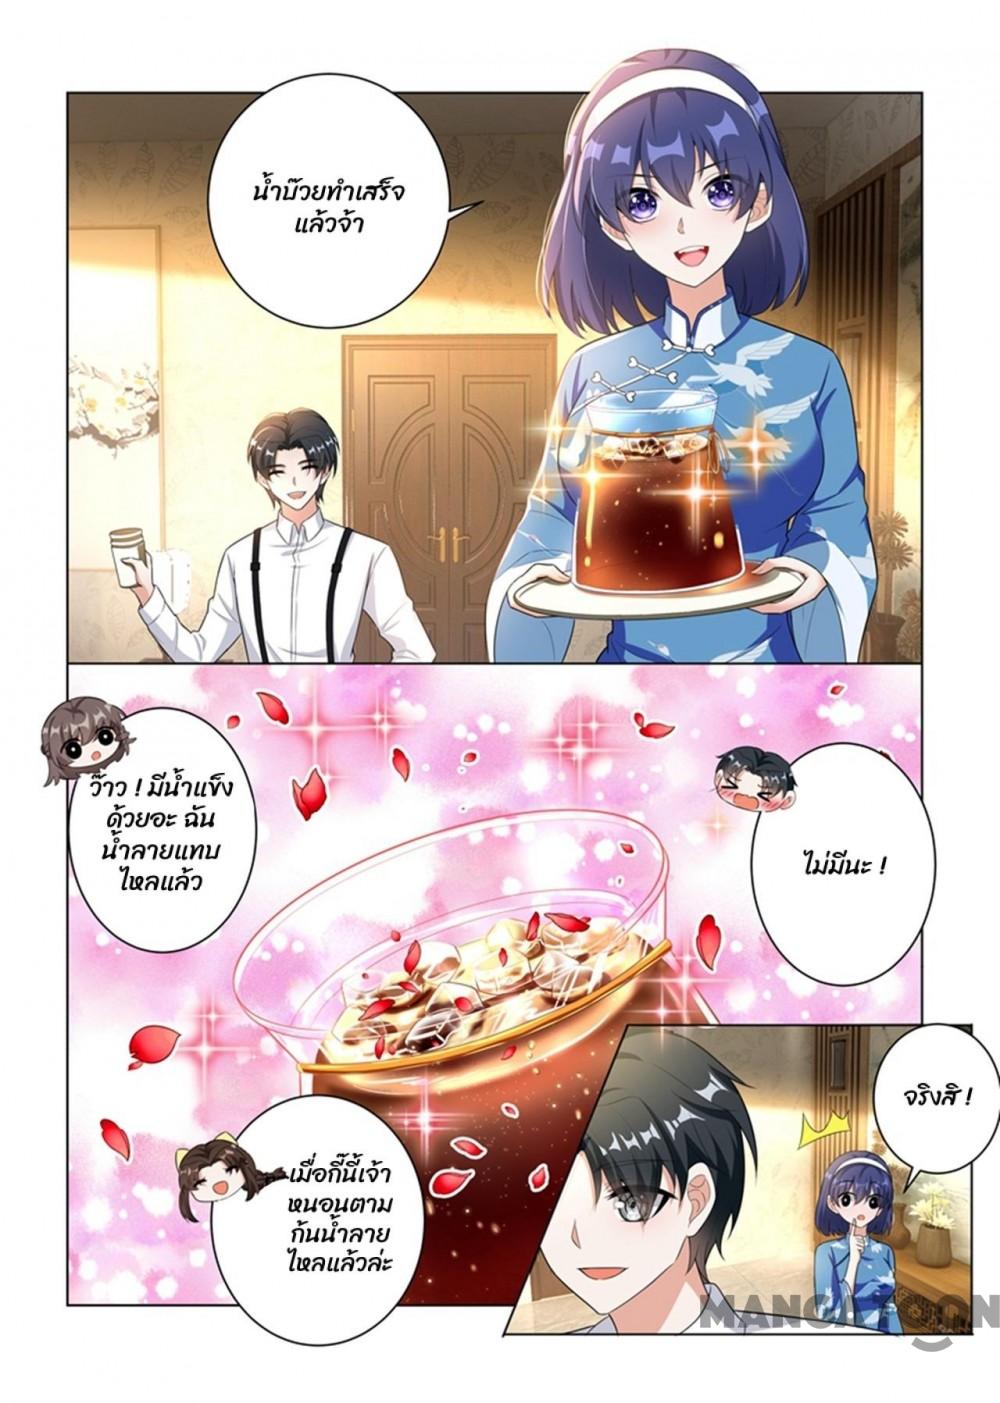 น้ำบ๊วยทำเสร็จ
แล้วจ้า
ว๊าว ! มีน้ำแข็ง
ด้วยอะ ฉัน
น้ำลายแทบ
ไหลแล้ว
ไม่มีนะ !
จริงสิ !
เมื่อกี๊นี้เจ้า
หนอนตาม
ก้นน้ำลาย
ไหลแล้วล่ะ
MANGATOON